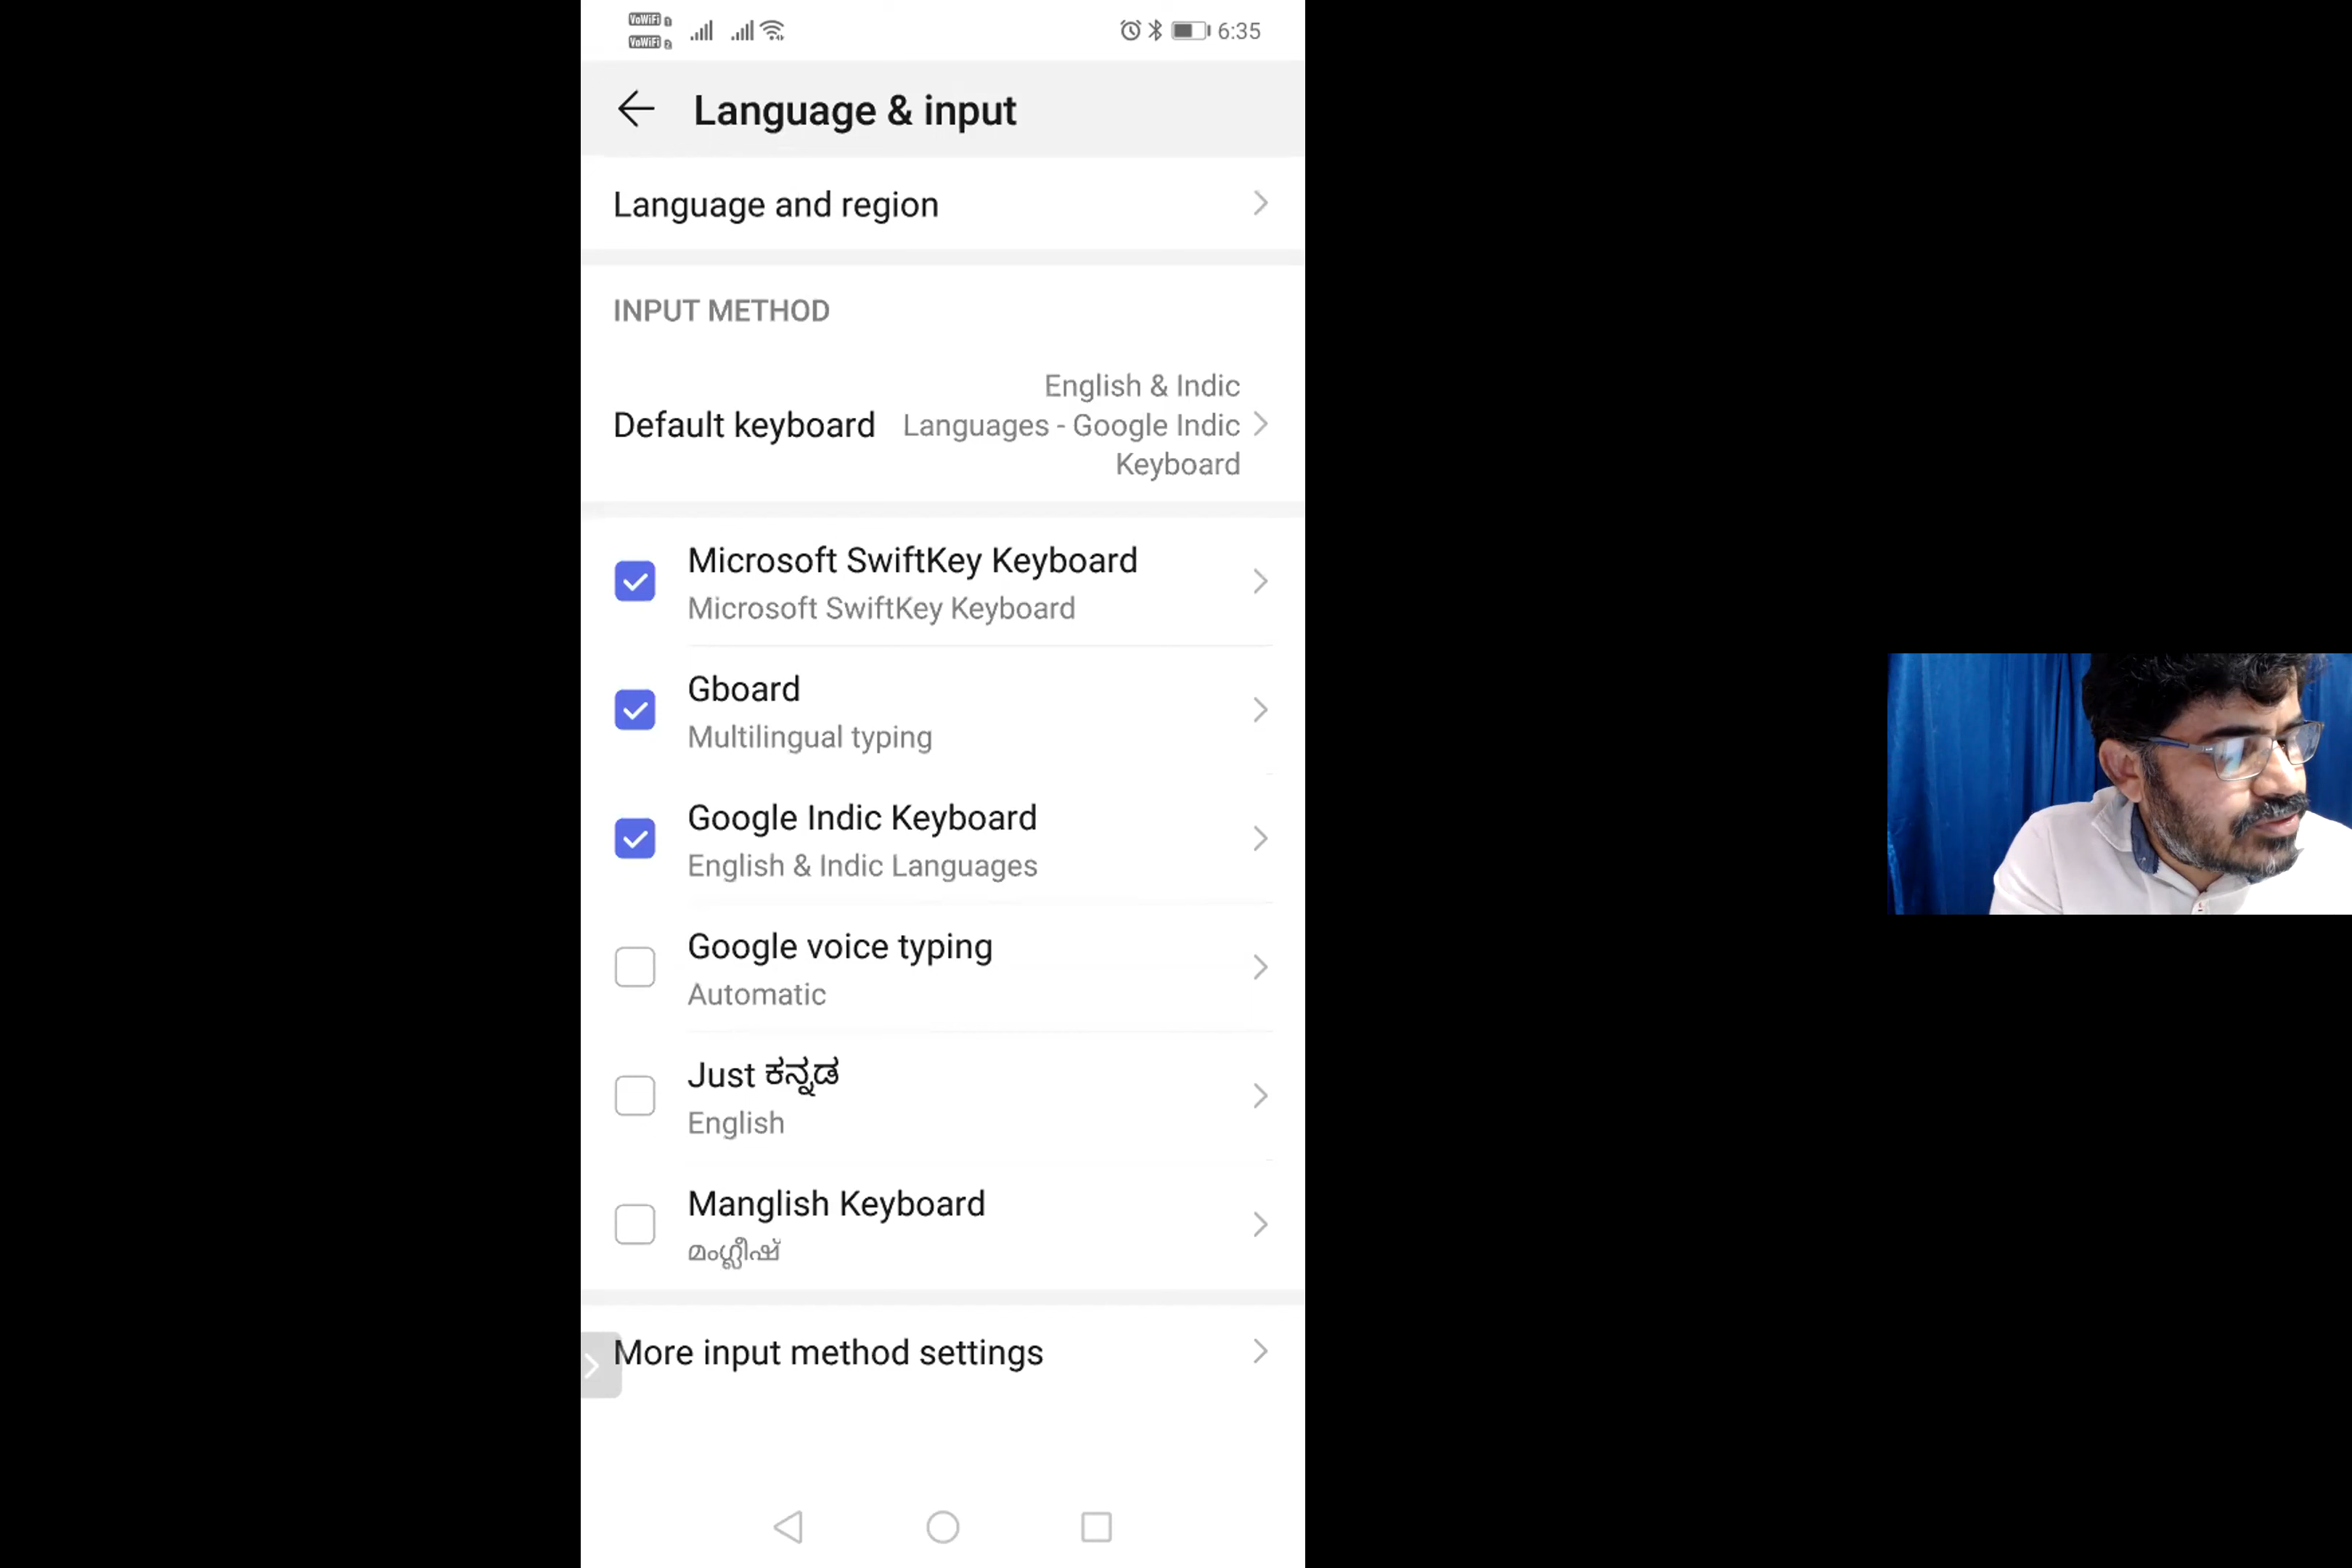 VoWiFi 1
VoWiFi 2
6:35
Language & input
Language and region
INPUT METHOD
English & Indic
Default keyboard Languages - Google Indic
Keyboard
Microsoft SwiftKey Keyboard
Microsoft SwiftKey Keyboard
Gboard
Multilingual typing
Google Indic Keyboard
English & Indic Languages
Google voice typing
Automatic
Just ಕನ್ನಡ
English
Manglish Keyboard
മംഗ്ലീഷ്
More input method settings